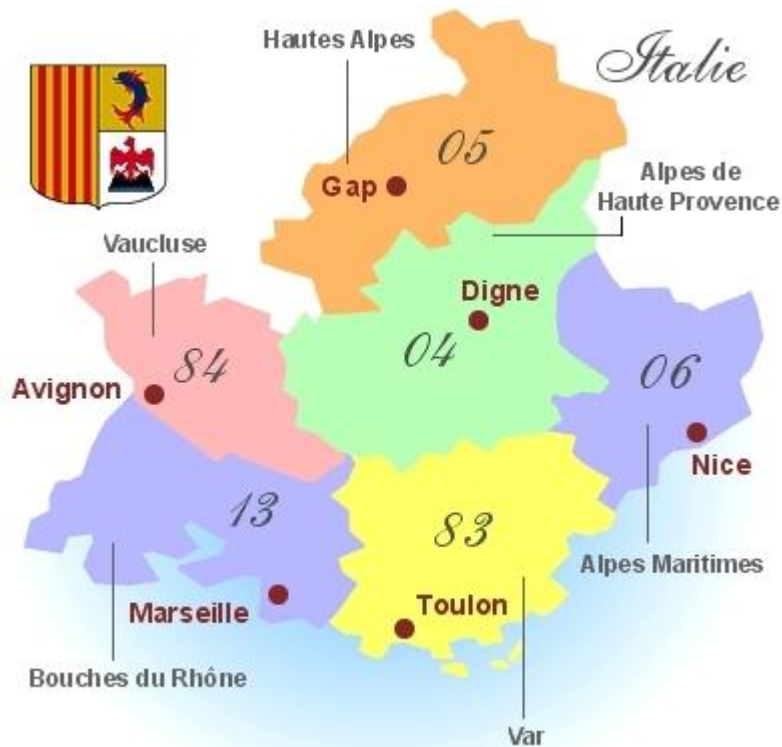 Hautes Alpes
Italie
05
Gap
Alpes de
Haute Provence
Vaucluse
Digne
84
04
06
Avignon
Nice
13
83
Alpes Maritimes
Marseille
Toulon
Bouches du Rhône
Var